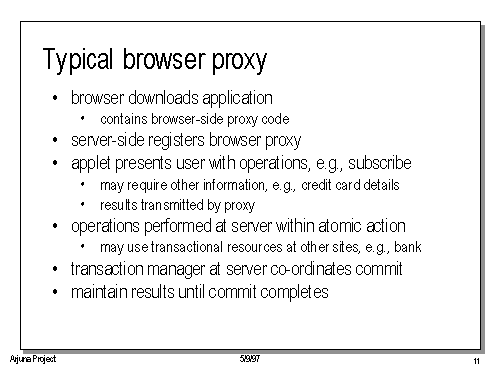 Typical browser proxy
• browser downloads application
• contains browser-side proxy code
• server-side registers browser proxy
• applet presents user with operations, e.g., subscribe
• may require other information, e.g., credit card details
• results transmitted by proxy
• operations performed at server within atomic action
• may use transactional resources at other sites, e.g., bank
• transaction manager at server co-ordinates commit
• maintain results until commit completes
Arjuna Project 5/9/97 11